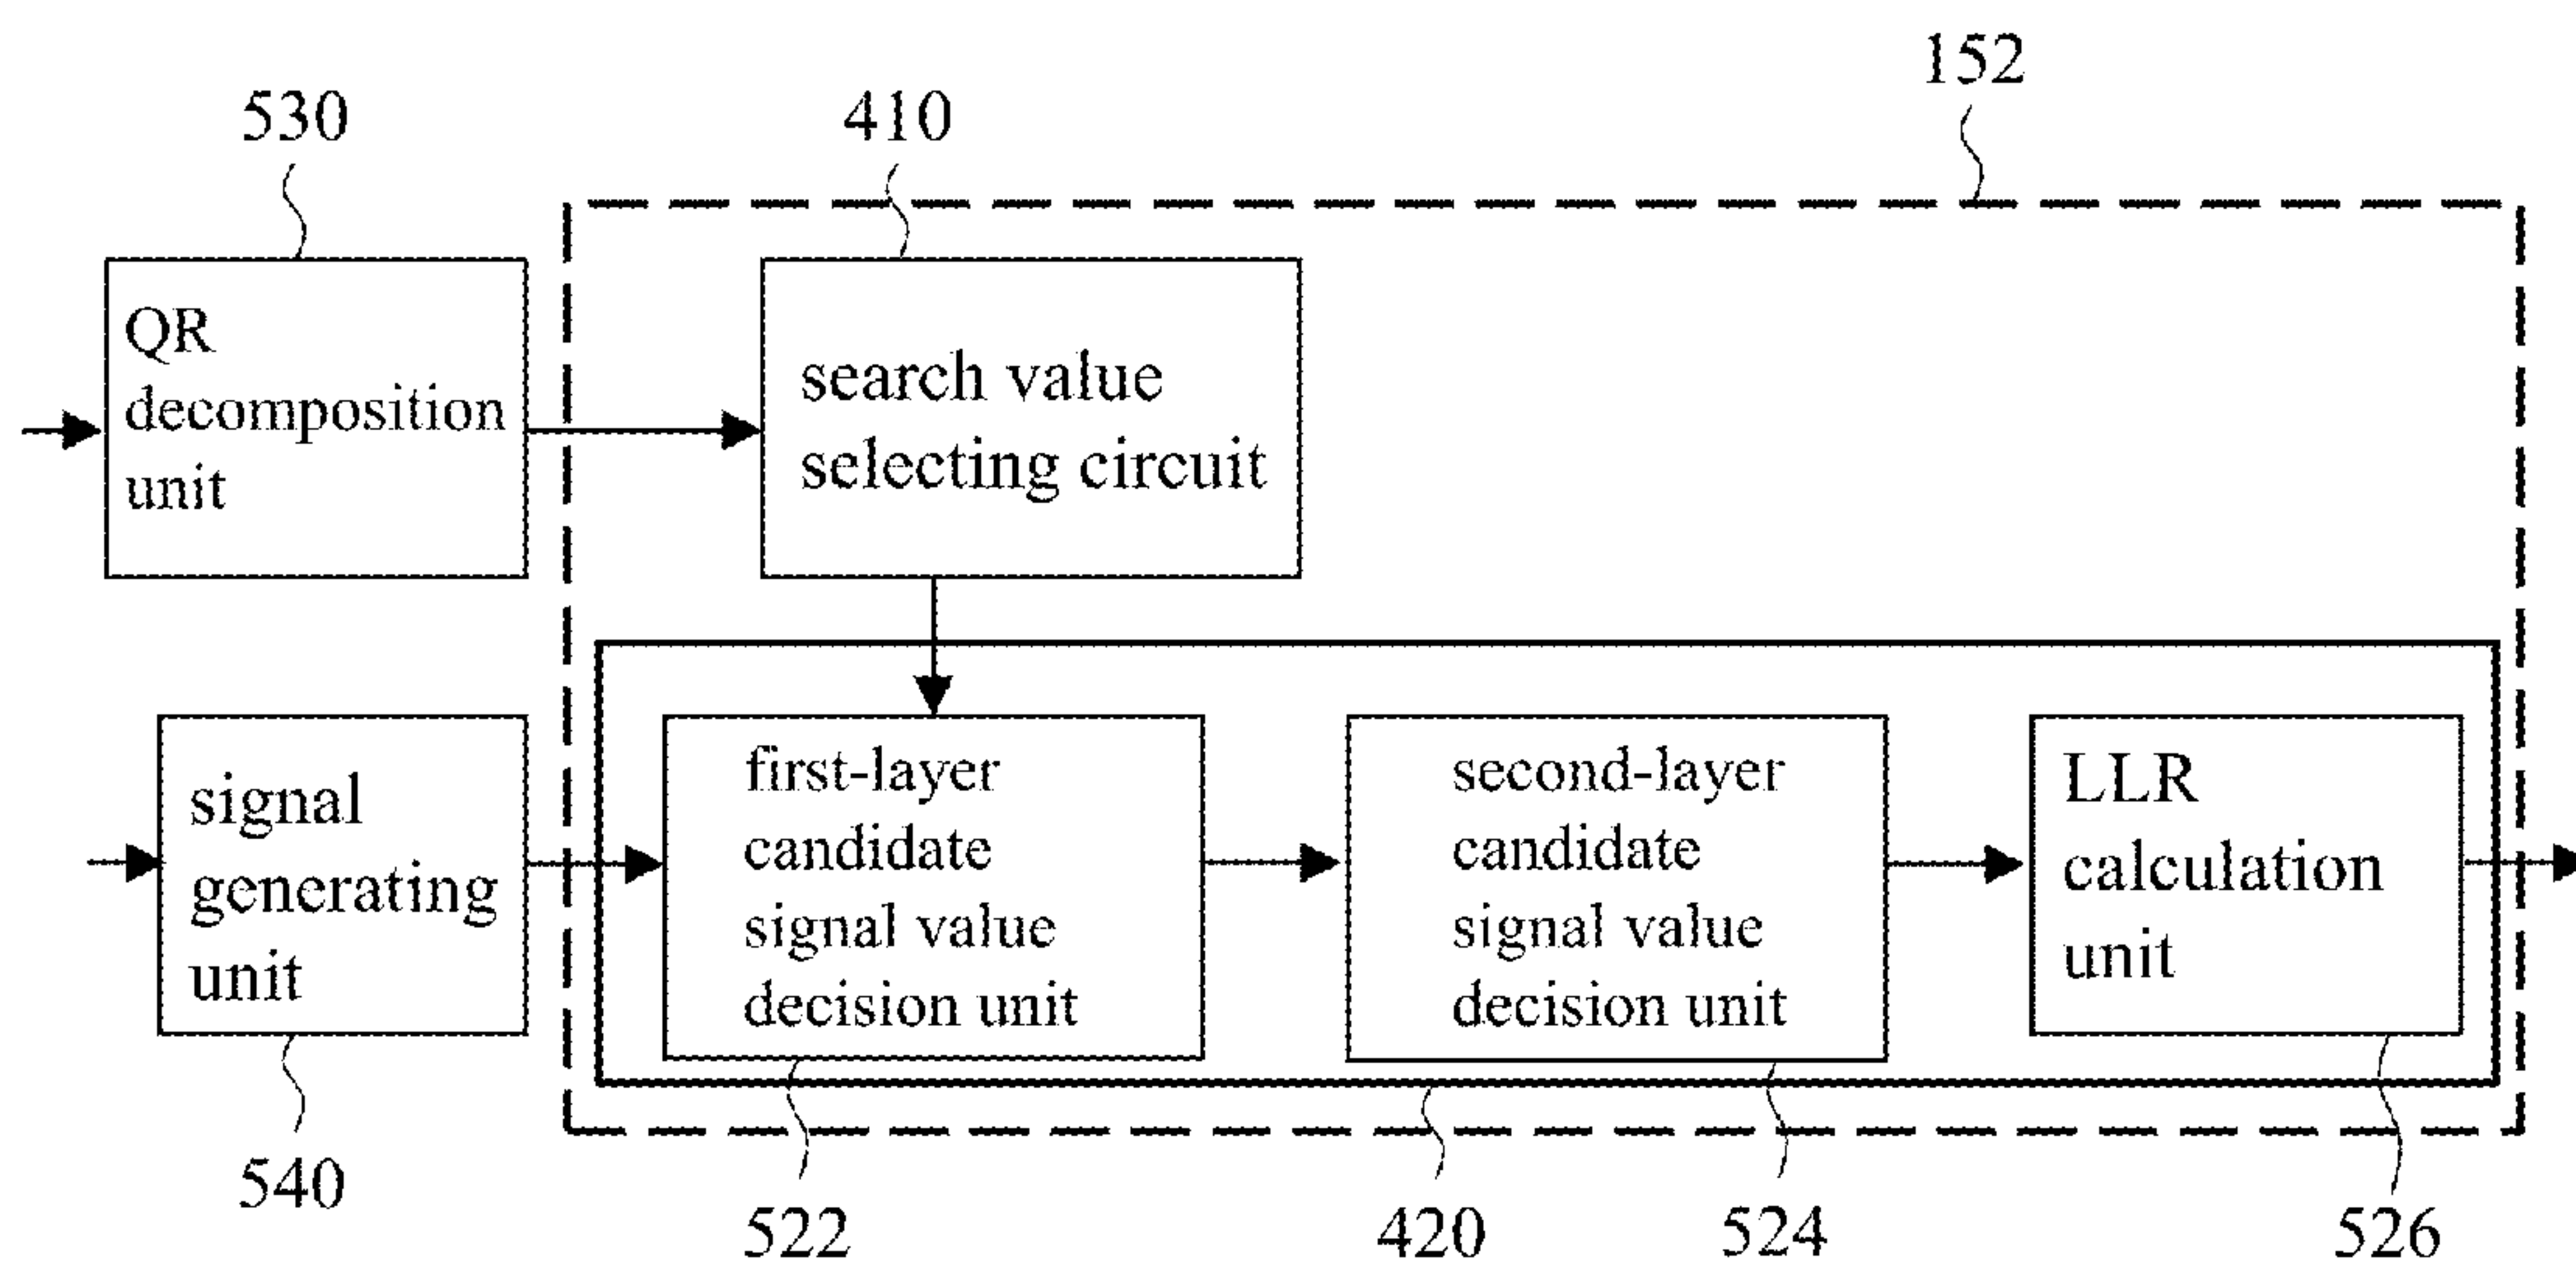 152
530
410
QR
decomposition
unit
search value
selecting circuit
signal
generating
unit
first-layer
candidate
signal value
decision unit
second-layer
candidate
signal value
decision unit
LLR
calculation
unit
540
522
420
524
526